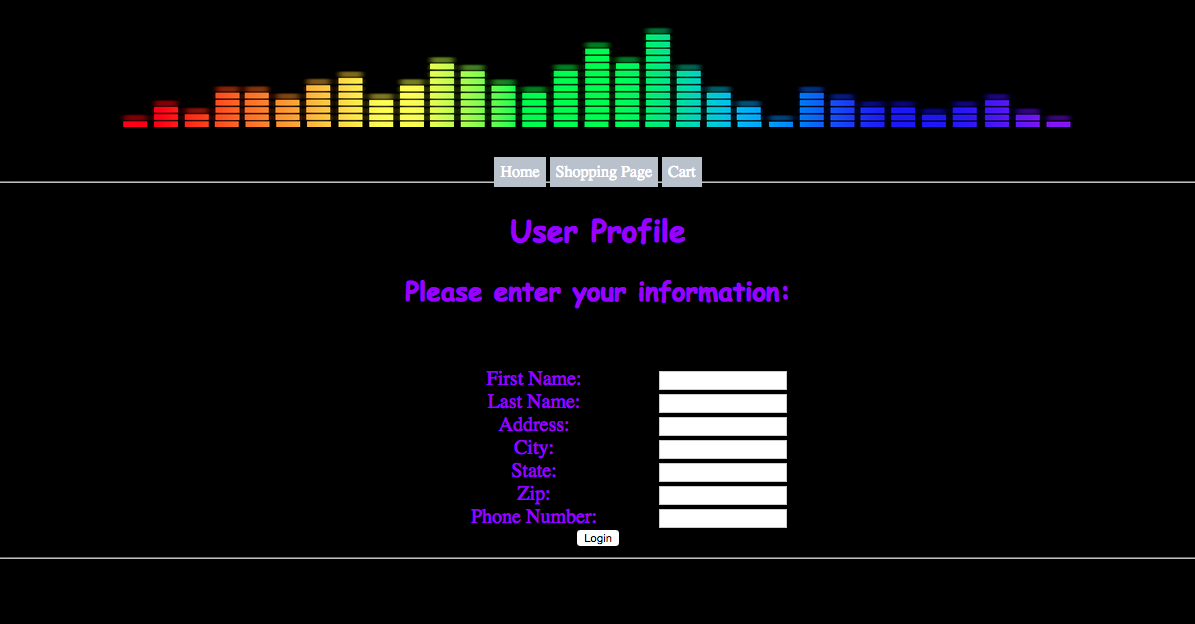 Home Shopping Page Cart
User Profile
Please enter your information:
First Name:
Last Name:
Address:
City:
State:
Zip:
Phone Number:
Login